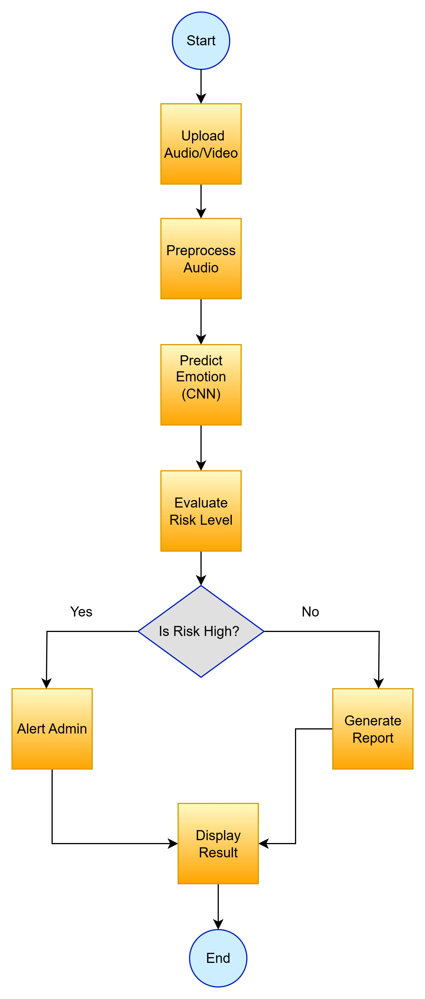 Start
Upload
Audio/Video
Preprocess
Audio
Predict
Emotion
(CNN)
Evaluate
Risk Level
Yes
No
Is Risk High?
Alert Admin
Generate
Report
Display
Result
End